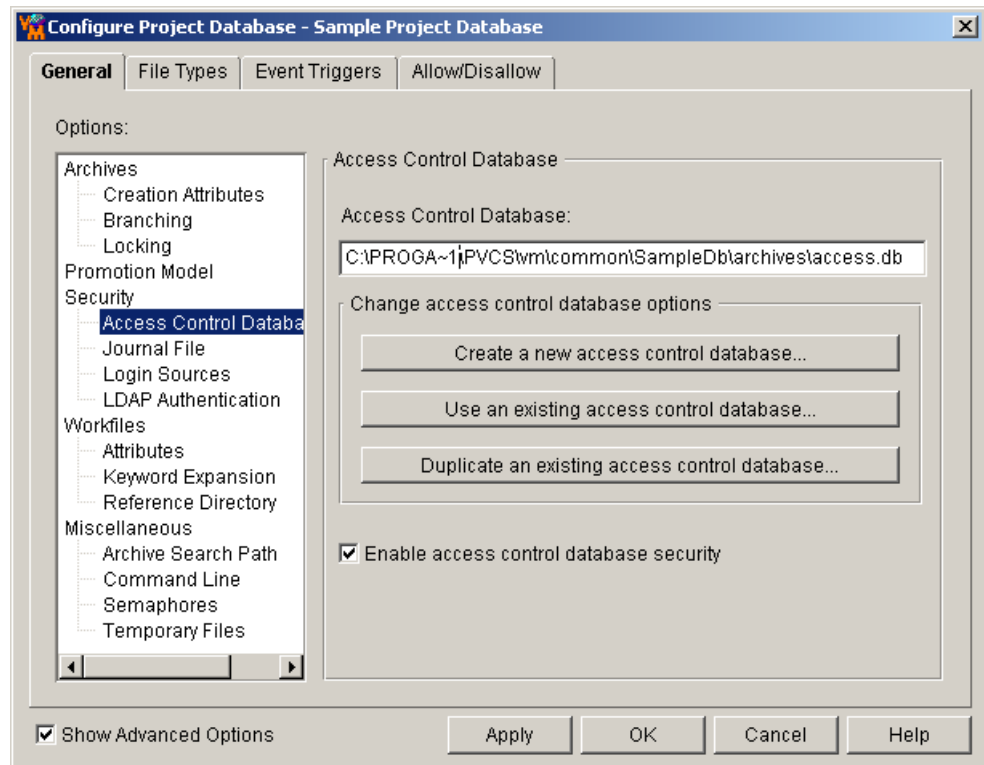 Configure Project Database - Sample Project Database
General File Types Event Triggers Allow/Disallow
Options:
Archives
Creation Attributes
Branching
Locking
Promotion Model
Security
Access Control Databa
Journal File
Login Sources
LDAP Authentication
Workfiles
Attributes
Keyword Expansion
Reference Directory
Miscellaneous
Archive Search Path
Command Line
Semaphores
Temporary Files
Access Control Database
Access Control Database:
C:\PROGA~1\PVCS\vm\common\SampleDb\archives\access.db
Change access control database options
Create a new access control database...
Use an existing access control database...
Duplicate an existing access control database...
Enable access control database security
Show Advanced Options
Apply OK Cancel Help